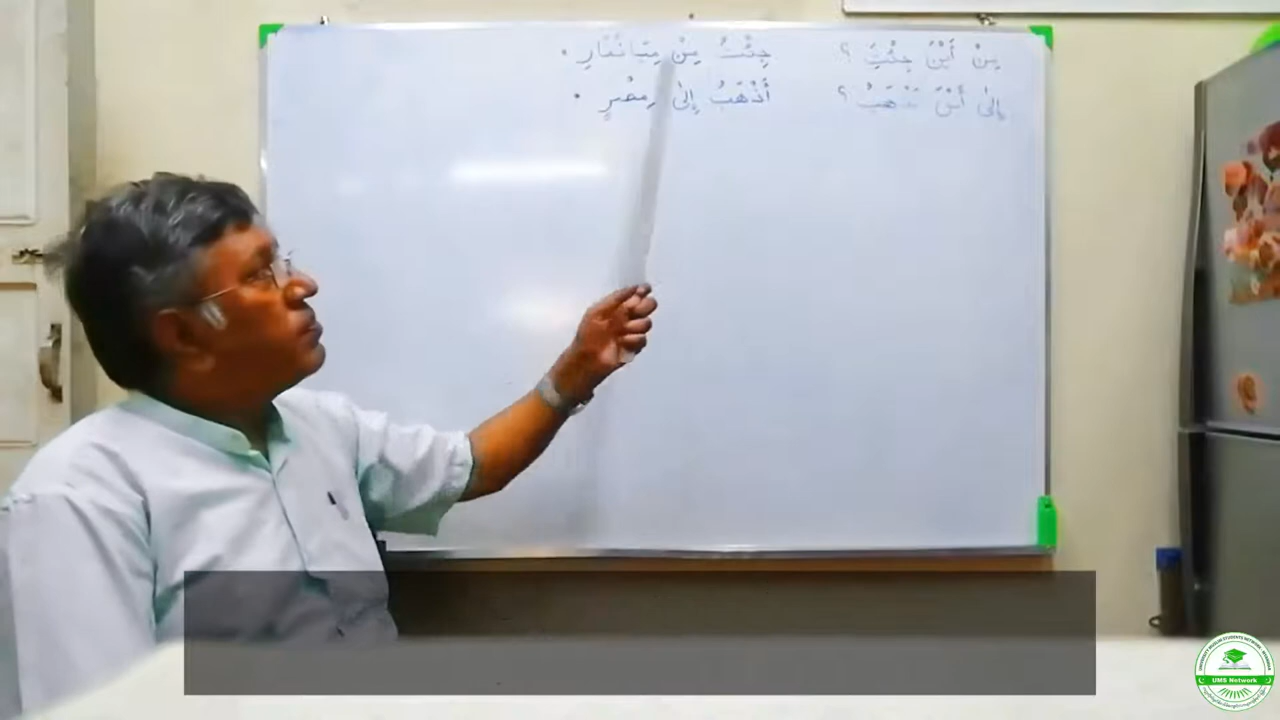 مِنْ أَيْنَ جِئْتَ ؟ جِئْتُ مِنْ مِيَانْمَارِ .
إِلَى أَيْنَ تَذْهَبُ ؟ أَذْهَبُ إِلَى مِصْرِ .
UMS Network